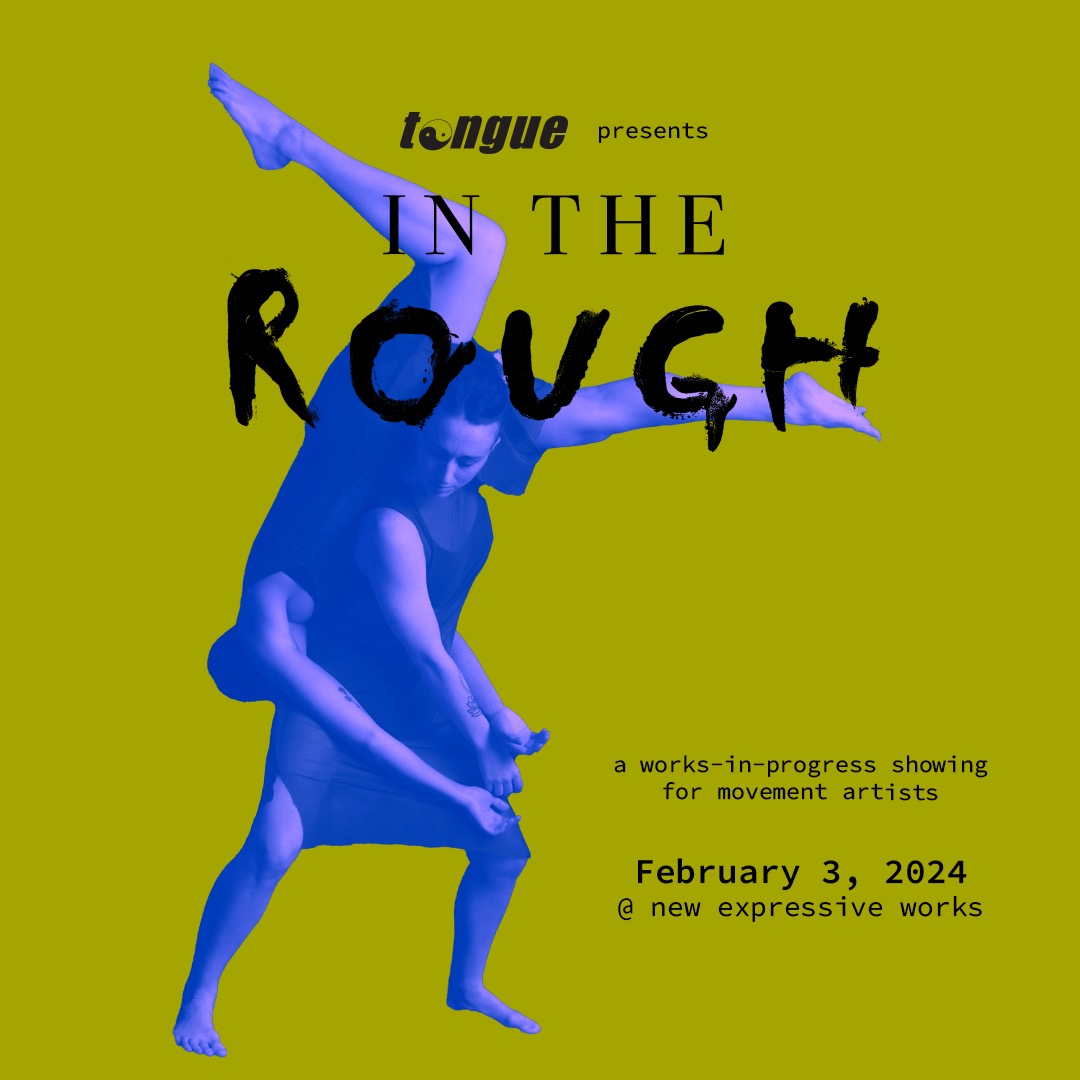 tongue presents
IN THE
ROUGH
a works-in-progress showing
for movement artists
February 3, 2024
@ new expressive works